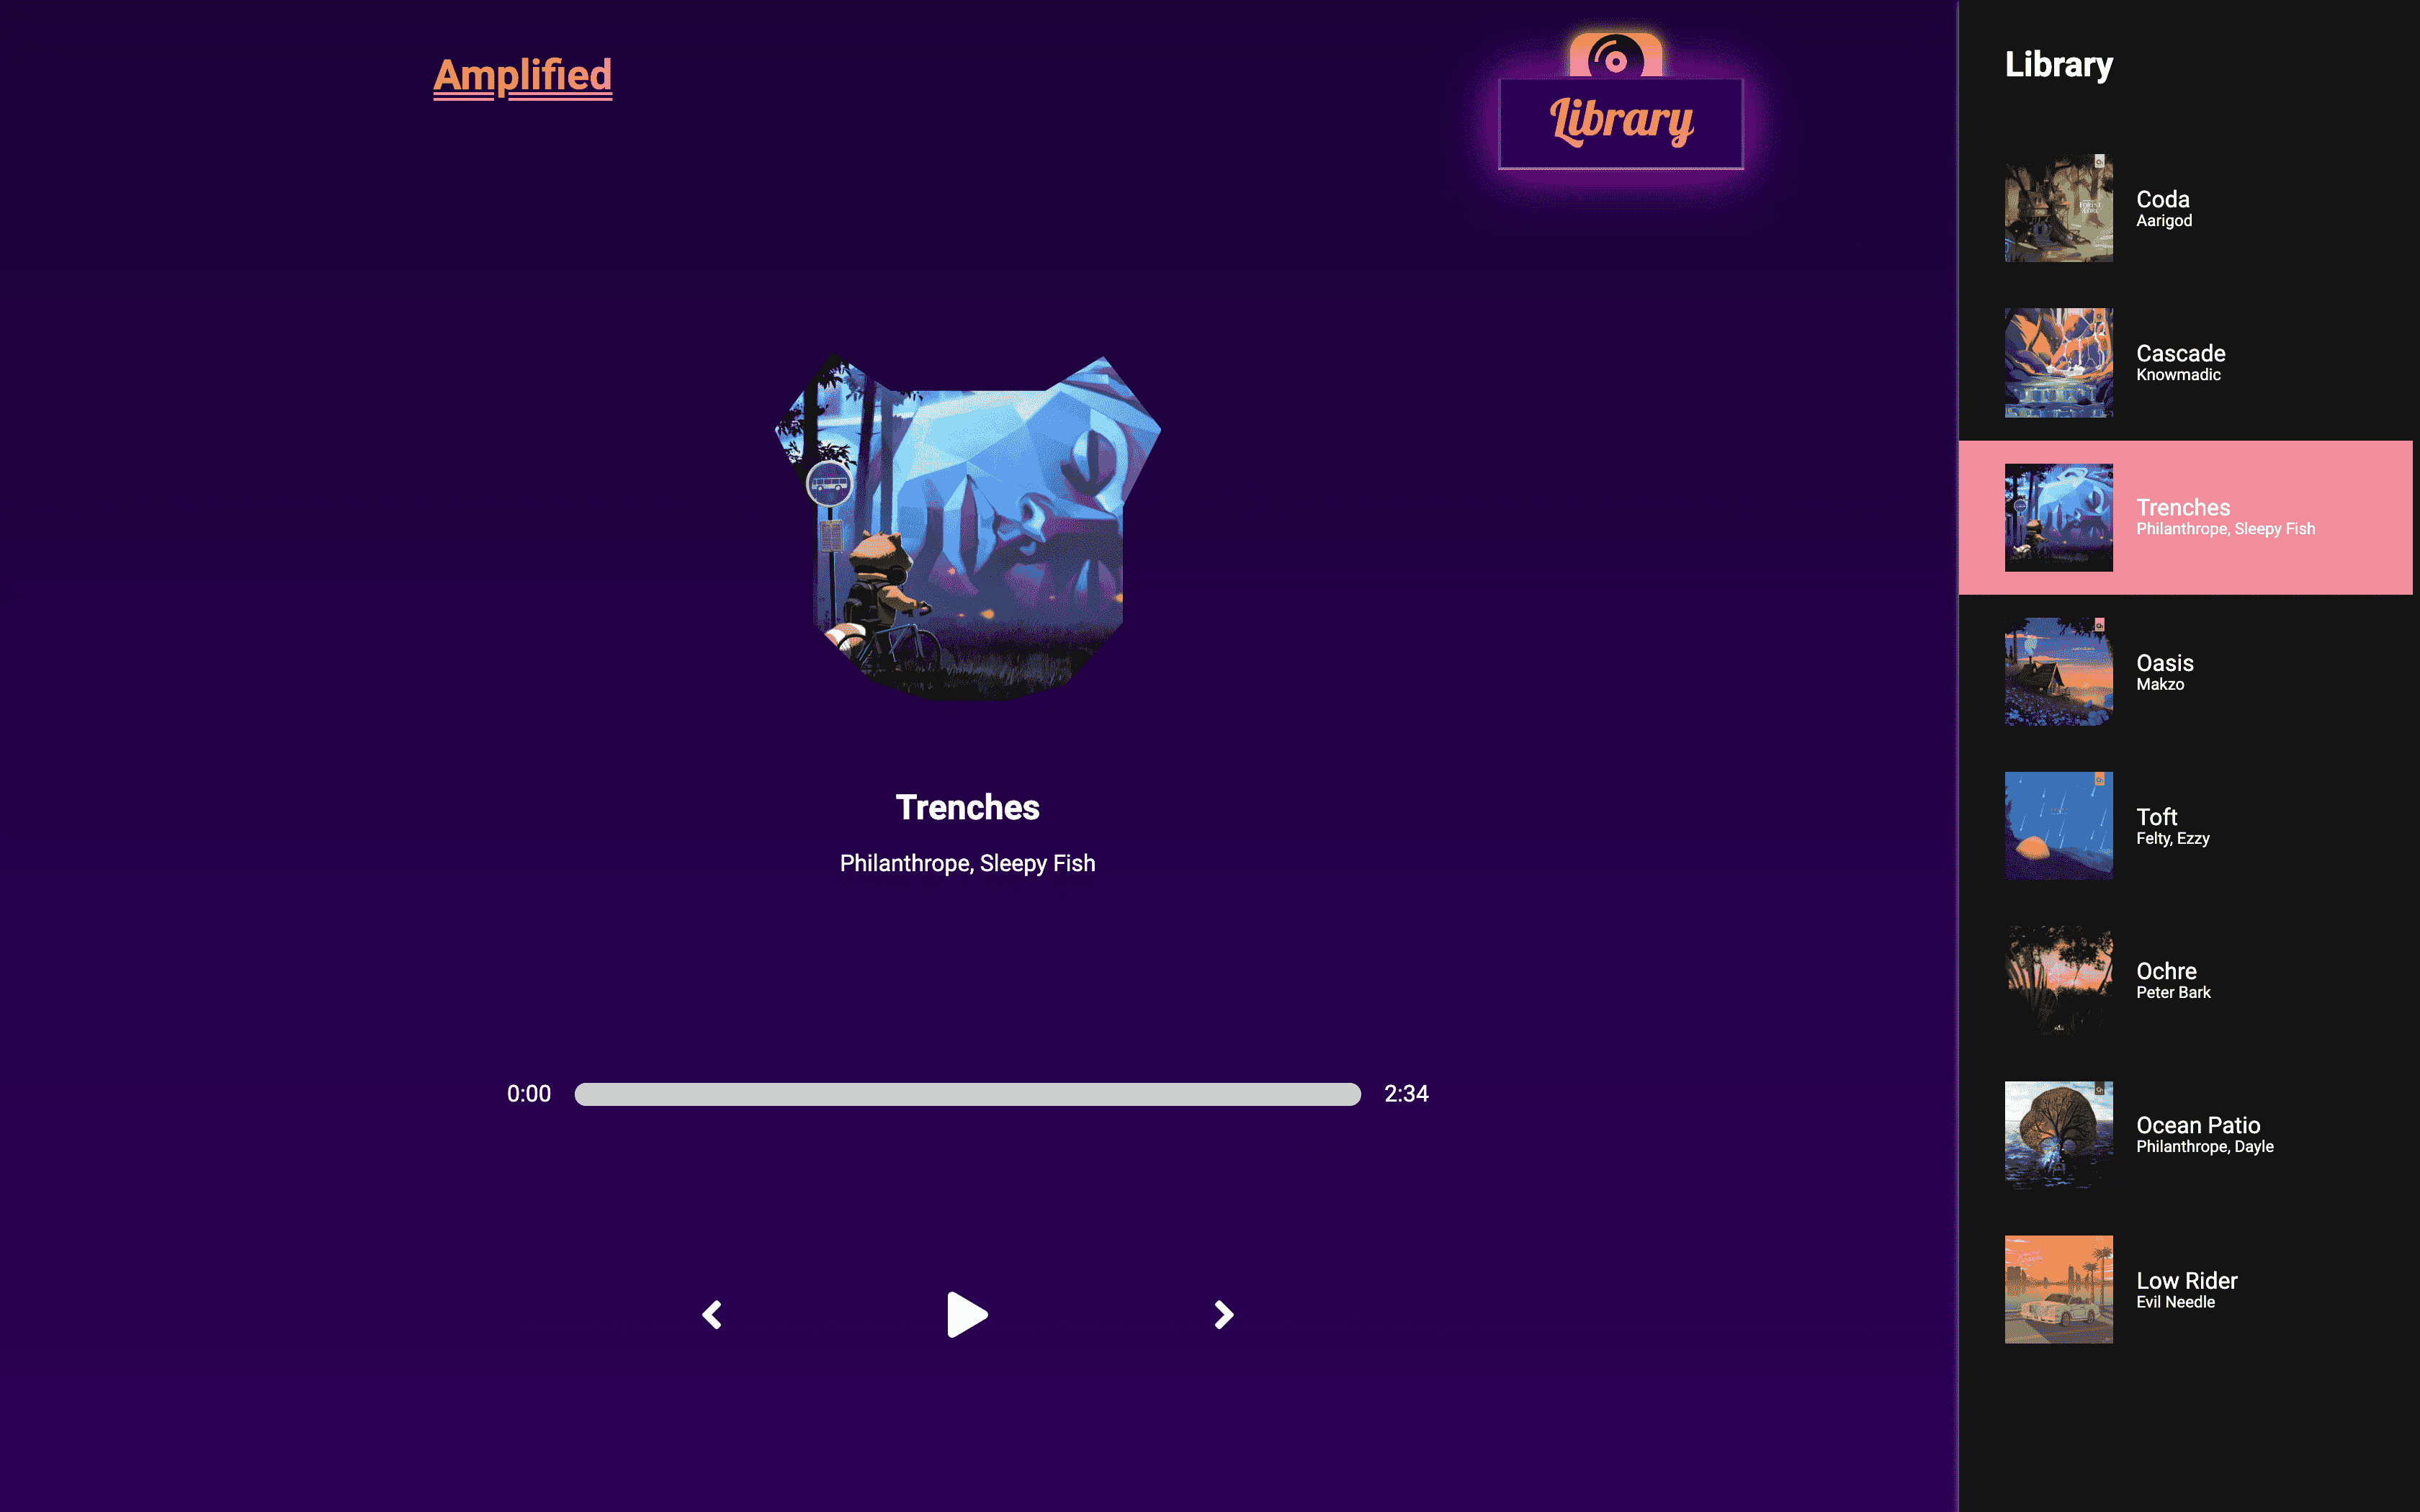 Amplified
Library
Trenches
Philanthrope, Sleepy Fish
0:00
2:34
Library
Coda
Aarigod
Cascade
Knowmadic
Trenches
Philanthrope, Sleepy Fish
Oasis
Makzo
Toft
Felty, Ezzy
Ochre
Peter Bark
Ocean Patio
Philanthrope, Dayle
Low Rider
Evil Needle